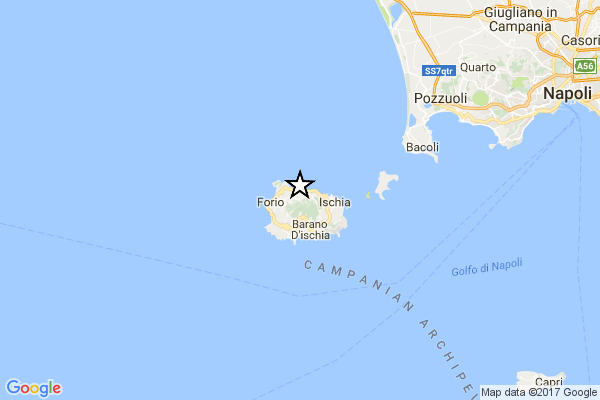 Giugliano in
Campania
Casori
Quarto
A56
SS7qtr
Pozzuoli
Napoli
Bacoli
Forio
Ischia
Barano
D'ischia
CAMPANIAN ARCHIPEL
Golfo di Napoli
Capri
Google
Map data ©2017 Google